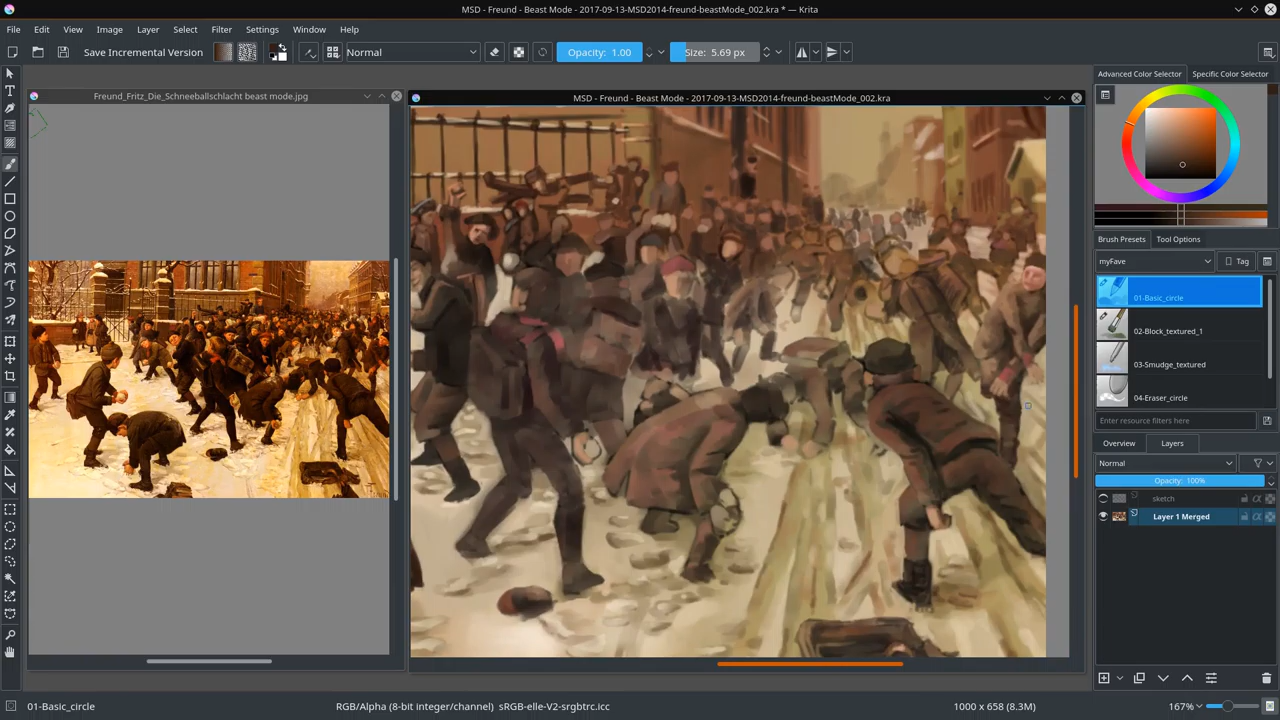 MSD - Freund - Beast Mode - 2017-09-13-MSD2014-freund-beastMode_002.kra * — Krita
File Edit View Image Layer Select Filter Settings Window Help
Save Incremental Version Normal Opacity: 1.00 Size: 5.69 px
Advanced Color Selector Specific Color Selector
Freund_Fritz_Die_Schneeballschlacht beast mode.jpg
MSD - Freund - Beast Mode - 2017-09-13-MSD2014-freund-beastMode_002.kra
Brush Presets Tool Options
myFave Tag
01-Basic_circle
02-Block_textured_1
03-Smudge_textured
04-Eraser_circle
Enter resource filters here
Overview Layers
Normal
Opacity: 100%
sketch
Layer 1 Merged
01-Basic_circle RGB/Alpha (8-bit integer/channel) sRGB-elle-V2-srgbtrc.icc 1000 x 658 (8.3M) 167%